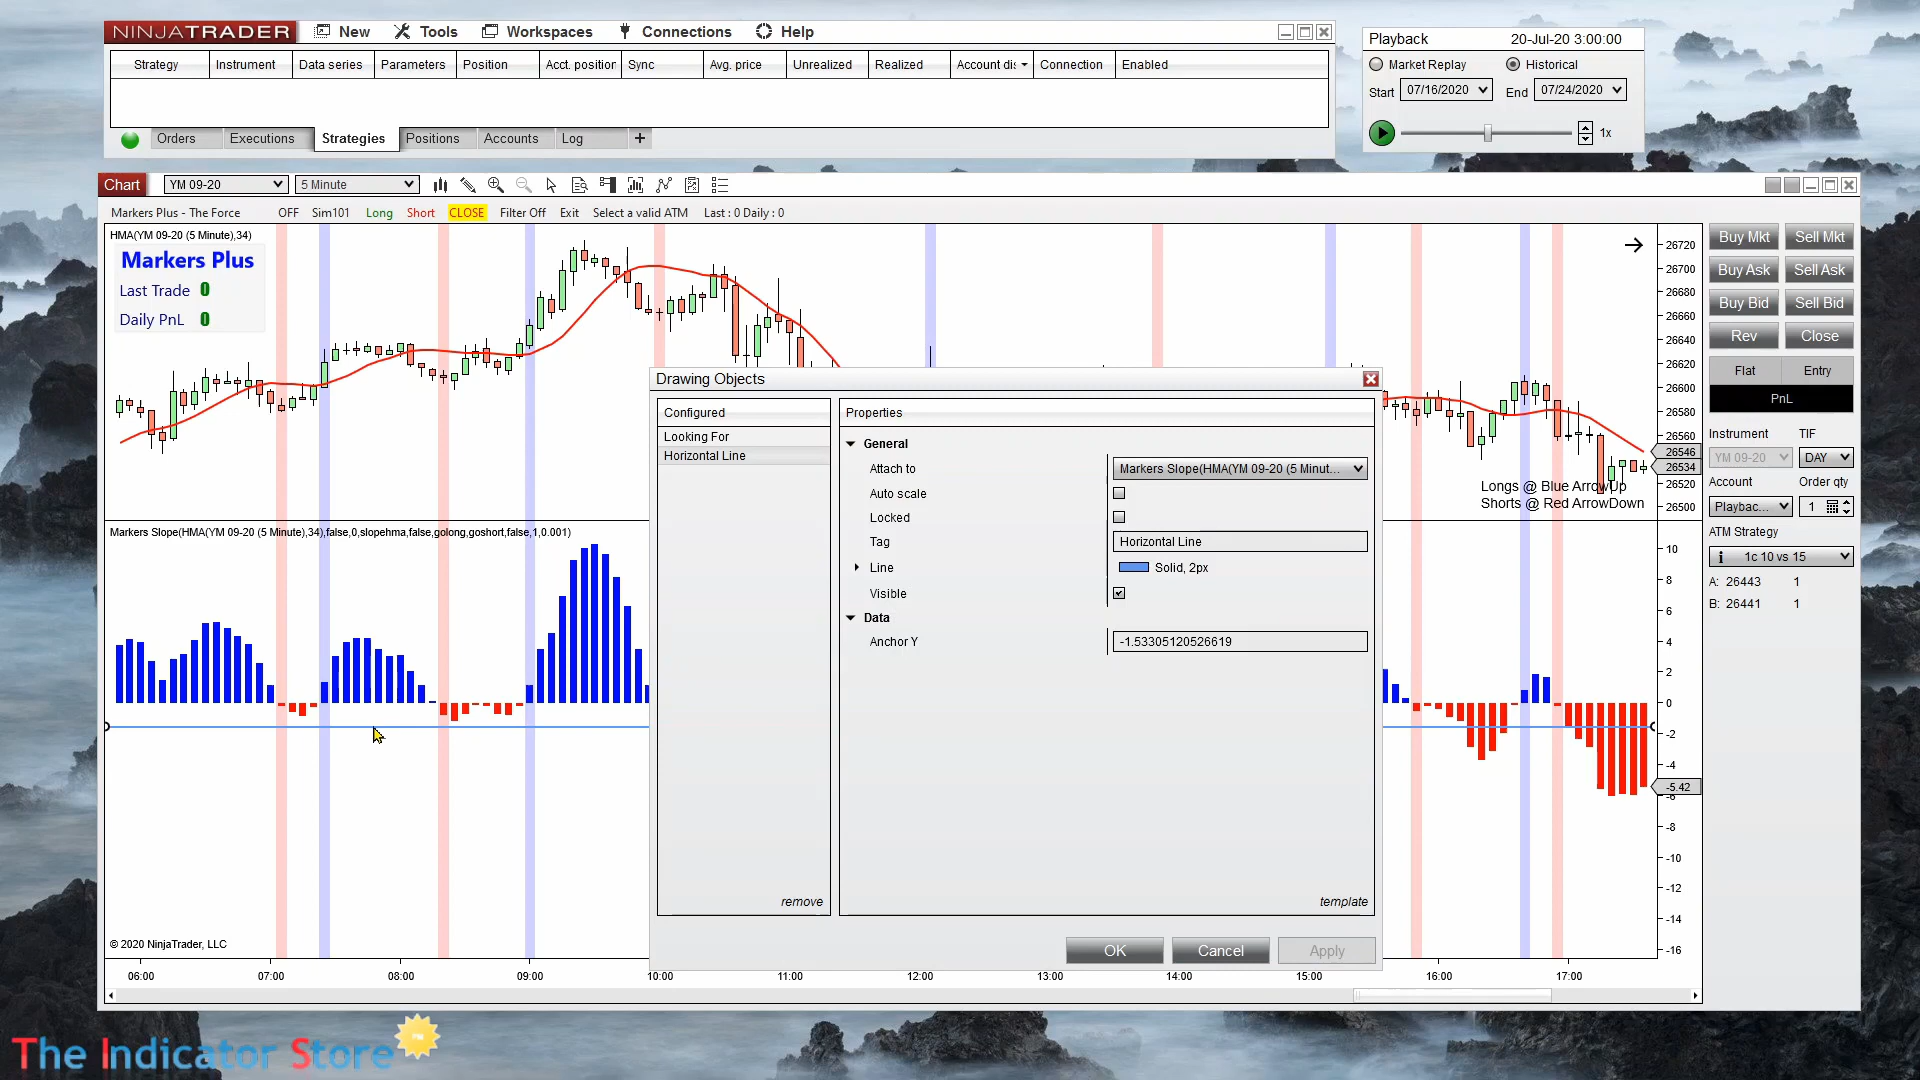 NINJATRADER New Tools Workspaces Connections Help
Strategy Instrument Data series Parameters Position Acct. position Sync Avg. price Unrealized Realized Account dis Connection Enabled
Orders Executions Strategies Positions Accounts Log +
Playback 20-Jul-20 3:00:00
Market Replay Historical
Start 07/16/2020 End 07/24/2020
1x
Chart YM 09-20 5 Minute
Markers Plus - The Force OFF Sim101 Long Short CLOSE Filter Off Exit Select a valid ATM Last : 0 Daily : 0
HMA(YM 09-20 (5 Minute),34)
Markers Plus
Last Trade 0
Daily PnL 0
26720
26700
26680
26660
26640
26620
26600
26580
26560
26546
26534
26520
26500
Longs @ Blue ArrowUp
Shorts @ Red ArrowDown
Buy Mkt Sell Mkt
Buy Ask Sell Ask
Buy Bid Sell Bid
Rev Close
Flat Entry
PnL
Instrument TIF
YM 09-20 DAY
Account Order qty
Playbac... 1
ATM Strategy
1c 10 vs 15
A: 26443 1
B: 26441 1
Drawing Objects
Configured
Looking For
Horizontal Line
remove
Properties
General
Attach to Markers Slope(HMA(YM 09-20 (5 Minut...
Auto scale
Locked
Tag Horizontal Line
Line Solid, 2px
Visible
Data
Anchor Y -1.53305120526619
template
OK Cancel Apply
Markers Slope(HMA(YM 09-20 (5 Minute),34),false,0,slopehma,false,golong,goshort,false,1,0.001)
10
8
6
4
2
0
-2
-4
-5.42
-6
-8
-10
-12
-14
-16
© 2020 NinjaTrader, LLC
06:00 07:00 08:00 09:00 10:00 11:00 12:00 13:00 14:00 15:00 16:00 17:00
The Indicator Store